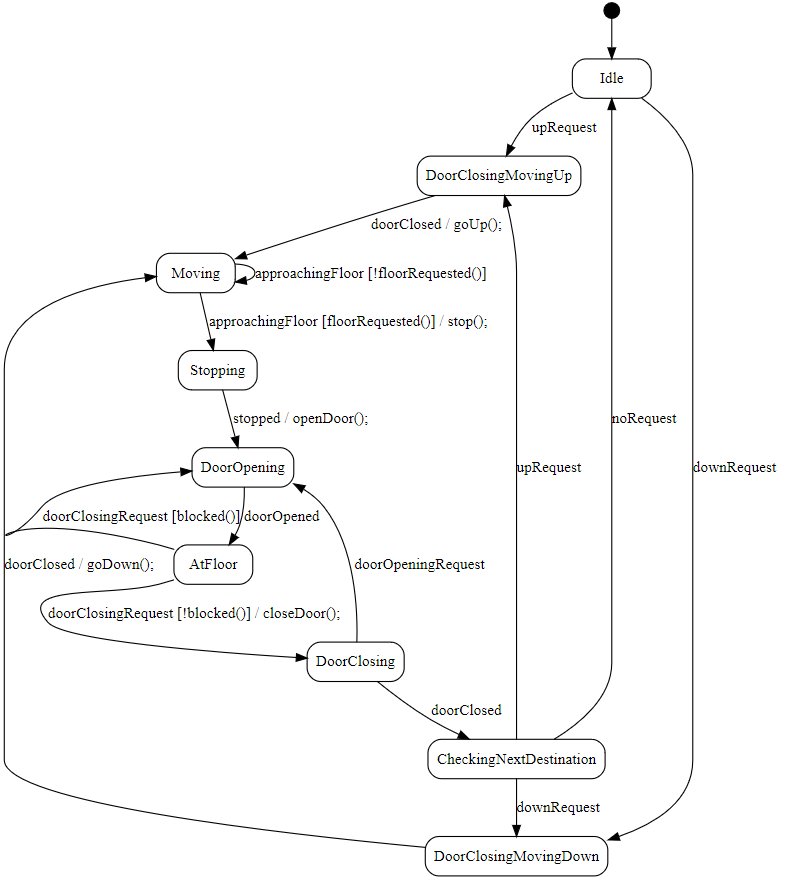 Idle
upRequest
DoorClosingMovingUp
doorClosed / goUp();
Moving
approachingFloor [!floorRequested()]
approachingFloor [floorRequested()] / stop();
Stopping
stopped / openDoor();
noRequest
DoorOpening
upRequest
downRequest
doorClosingRequest [blocked()]
doorOpened
doorClosed / goDown();
AtFloor
doorOpeningRequest
doorClosingRequest [!blocked()] / closeDoor();
DoorClosing
doorClosed
CheckingNextDestination
downRequest
DoorClosingMovingDown